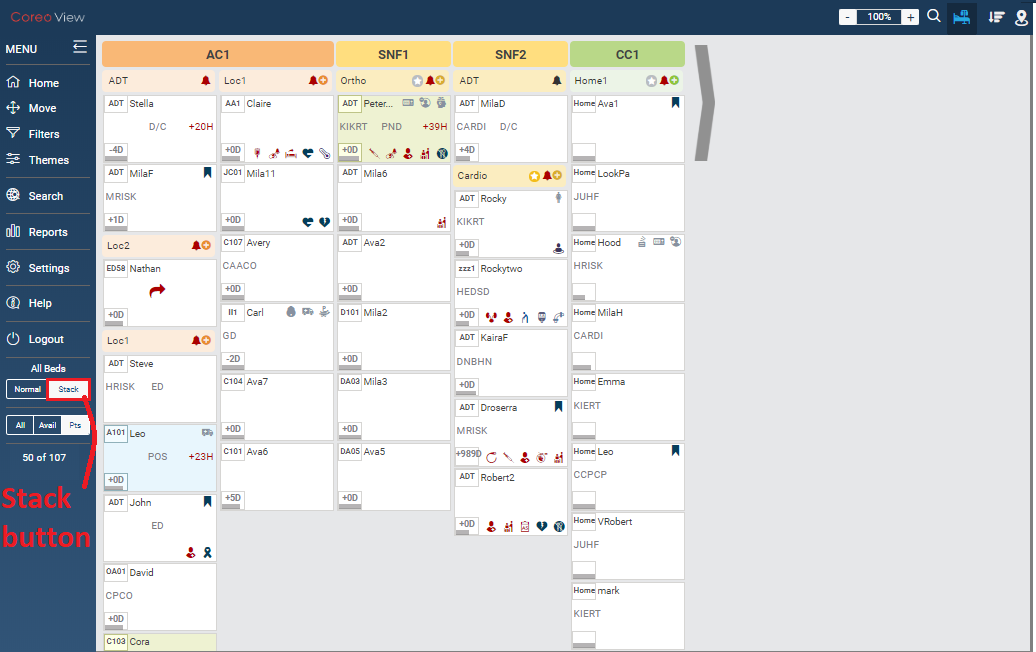 Coreo View
- 100% +
MENU
Home
Move
Filters
Themes
Search
Reports
Settings
Help
Logout
All Beds
Normal Stack
All Avail Pts
50 of 107
Stack
button
AC1
ADT
ADT Stella
D/C +20H
-4D
ADT MilaF
MRISK
+1D
Loc2
ED58 Nathan
+0D
Loc1
ADT Steve
HRISK ED
A101 Leo
POS +23H
+0D
ADT John
ED
OA01 David
CPCO
+0D
C103 Cora
Loc1
AA1 Claire
+0D
JC01 Mila11
+0D
C107 Avery
CAACO
+0D
II1 Carl
GD
-2D
C104 Ava7
+0D
C101 Ava6
+5D
SNF1
Ortho
ADT Peter...
KIKRT PND +39H
+0D
ADT Mila6
+0D
ADT Ava2
+0D
D101 Mila2
+0D
DA03 Mila3
+0D
DA05 Ava5
+0D
SNF2
ADT
ADT MilaD
CARDI D/C
+4D
Cardio
ADT Rocky
KIKRT
+0D
zzz1 Rockytwo
HEDSD
+0D
ADT KairaF
DNBHN
+0D
ADT Droserra
MRISK
+989D
ADT Robert2
+0D
CC1
Home1
Home Ava1
Home LookPa
JUHF
Home Hood
HRISK
Home MilaH
CARDI
Home Emma
KIERT
Home Leo
CCPCP
Home VRobert
JUHF
Home mark
KIERT